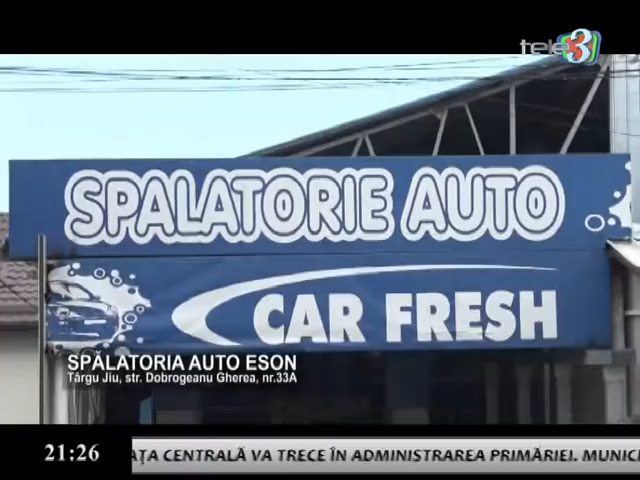 tele3
SPALATORIE AUTO
CAR FRESH
SPĂLATORIA AUTO ESON
Târgu Jiu, str. Dobrogeanu Gherea, nr.33A
21:26
AȚA CENTRALĂ VA TRECE ÎN ADMINISTRAREA PRIMĂRIEI. MUNICI